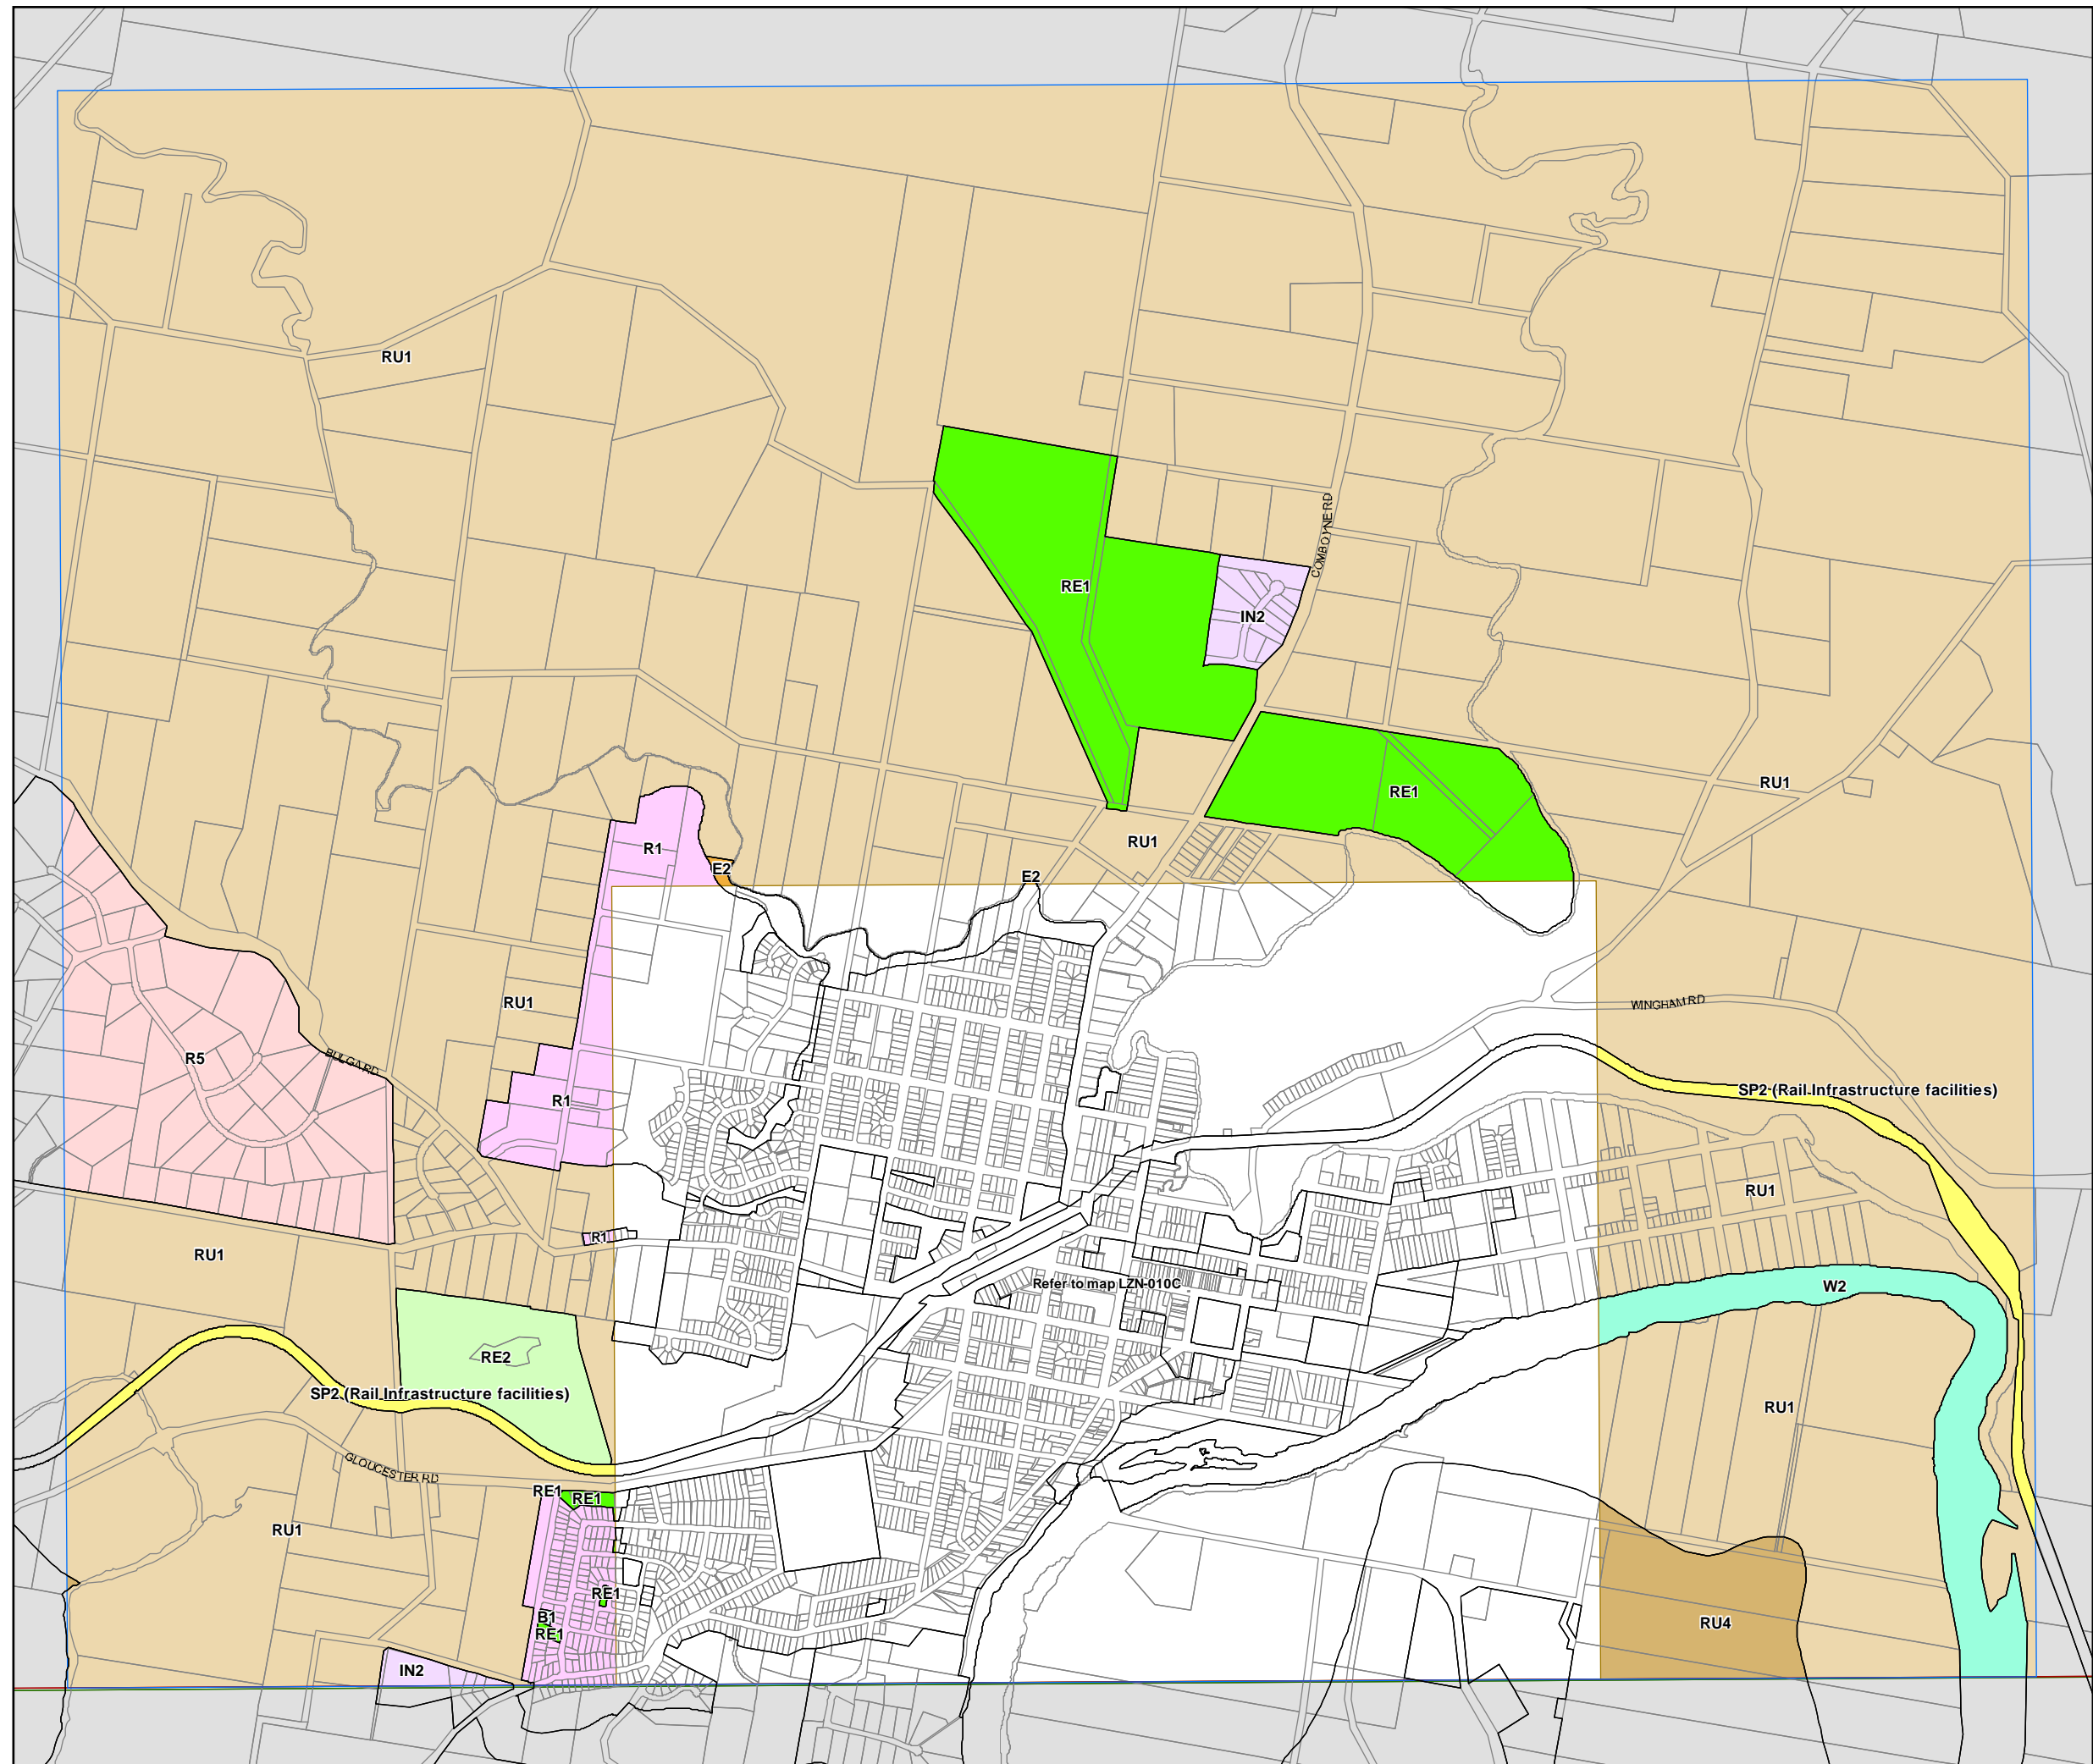 RU1
COMBOYNE RD
RE1
IN2
RU1
RE1
RU1
R1
E2
E2
RU1
WINGHAM RD
R5
BULGA RD
SP2 (Rail Infrastructure facilities)
R1
RU1
R1
RU1
Refer to map LZN-010C
W2
RE2
SP2 (Rail Infrastructure facilities)
RU1
GLOUCESTER RD
RE1
RE1
RU1
RE1
B1
RE1
RU4
IN2